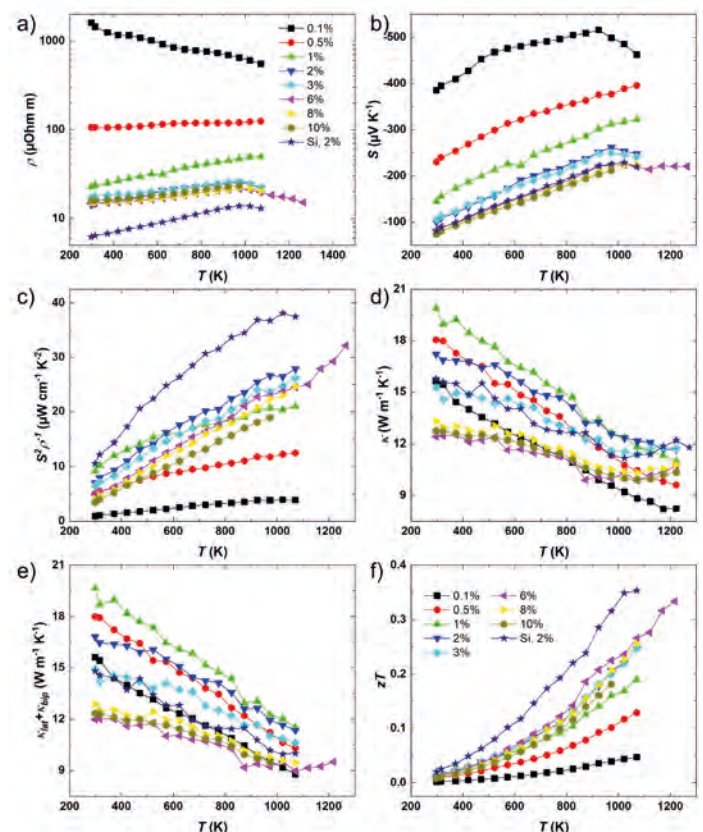 a)
1000
100
10
ρ (μOhm m)
200 400 600 800 1000 1200
T (K)
0.1%
0.5%
1%
2%
3%
6%
8%
10%
Si, 2%
b)
-500
-400
-300
-200
-100
S (μV K⁻¹)
200 400 600 800 1000 1200
T (K)
c)
40
30
20
10
0
S²ρ⁻¹ (μW cm⁻¹ K⁻²)
200 400 600 800 1000 1200
T (K)
d)
21
18
15
12
9
κ (W m⁻¹ K⁻¹)
200 400 600 800 1000 1200
T (K)
e)
21
18
15
12
9
κlat+κbip (W m⁻¹ K⁻¹)
200 400 600 800 1000 1200
T (K)
f)
0.4
0.3
0.2
0.1
0.0
zT
200 400 600 800 1000 1200
T (K)
0.1% 6%
0.5% 8%
1% 10%
2% Si, 2%
3%